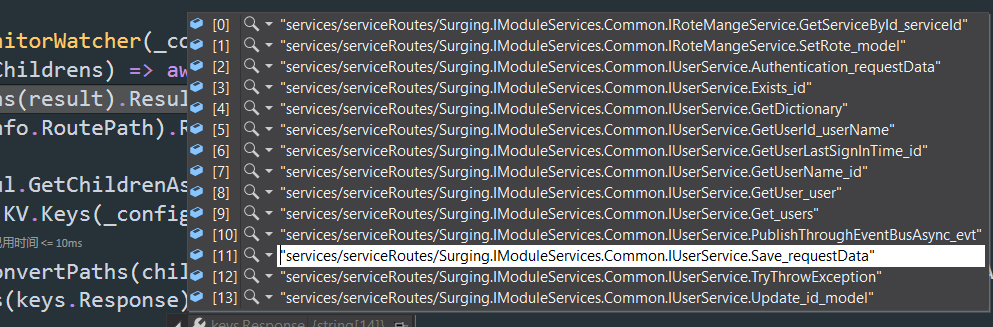 [0] "services/serviceRoutes/Surging.IModuleServices.Common.IRoteMangeService.GetServiceById_serviceId"
nitorWatcher(_co [1] "services/serviceRoutes/Surging.IModuleServices.Common.IRoteMangeService.SetRote_model"
Childrens) => aw [2] "services/serviceRoutes/Surging.IModuleServices.Common.IUserService.Authentication_requestData"
ns(result).Resul [3] "services/serviceRoutes/Surging.IModuleServices.Common.IUserService.Exists_id"
[4] "services/serviceRoutes/Surging.IModuleServices.Common.IUserService.GetDictionary"
nfo.RoutePath).R [5] "services/serviceRoutes/Surging.IModuleServices.Common.IUserService.GetUserId_userName"
[6] "services/serviceRoutes/Surging.IModuleServices.Common.IUserService.GetUserLastSignInTime_id"
[7] "services/serviceRoutes/Surging.IModuleServices.Common.IUserService.GetUserName_id"
ul.GetChildrenAs [8] "services/serviceRoutes/Surging.IModuleServices.Common.IUserService.GetUser_user"
KV.Keys(_config [9] "services/serviceRoutes/Surging.IModuleServices.Common.IUserService.Get_users"
用时间 <= 10ms [10] "services/serviceRoutes/Surging.IModuleServices.Common.IUserService.PublishThroughEventBusAsync_evt"
[11] "services/serviceRoutes/Surging.IModuleServices.Common.IUserService.Save_requestData"
onvertPaths(chil [12] "services/serviceRoutes/Surging.IModuleServices.Common.IUserService.TryThrowException"
s(keys.Response) [13] "services/serviceRoutes/Surging.IModuleServices.Common.IUserService.Update_id_model"
keys.Response {string[14]}